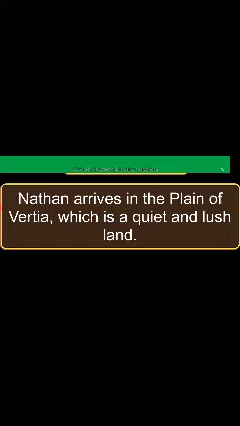 Nathan arrives in the Plain of
Vertia, which is a quiet and lush
land.